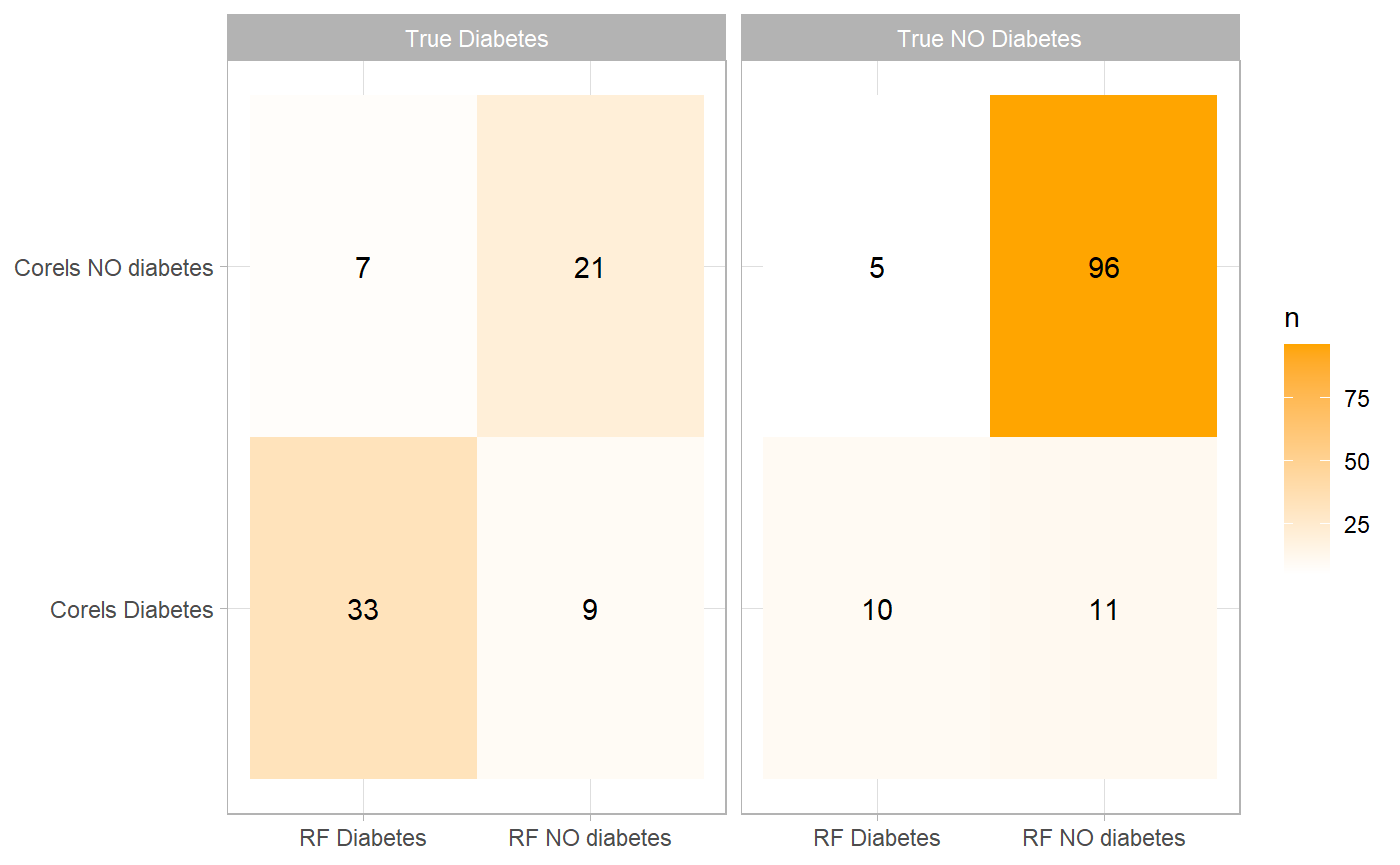 True Diabetes
True NO Diabetes
Corels NO diabetes
7
21
5
96
n
75
50
25
Corels Diabetes
33
9
10
11
RF Diabetes
RF NO diabetes
RF Diabetes
RF NO diabetes